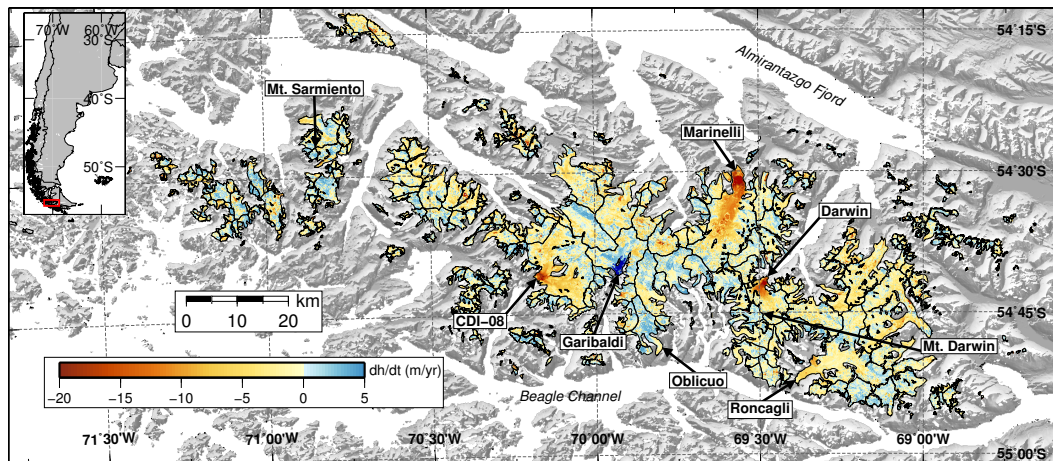 70˚W
60˚W
30˚S
40˚S
50˚S
54˚15'S
Almirantazgo Fjord
Mt. Sarmiento
Marinelli
54˚30'S
Darwin
km
0 10 20
CDI−08
Garibaldi
54˚45'S
Mt. Darwin
dh/dt (m/yr)
−20 −15 −10 −5 0 5
Oblicuo
Roncagli
Beagle Channel
71˚30'W
71˚00'W
70˚30'W
70˚00'W
69˚30'W
69˚00'W
55˚00'S